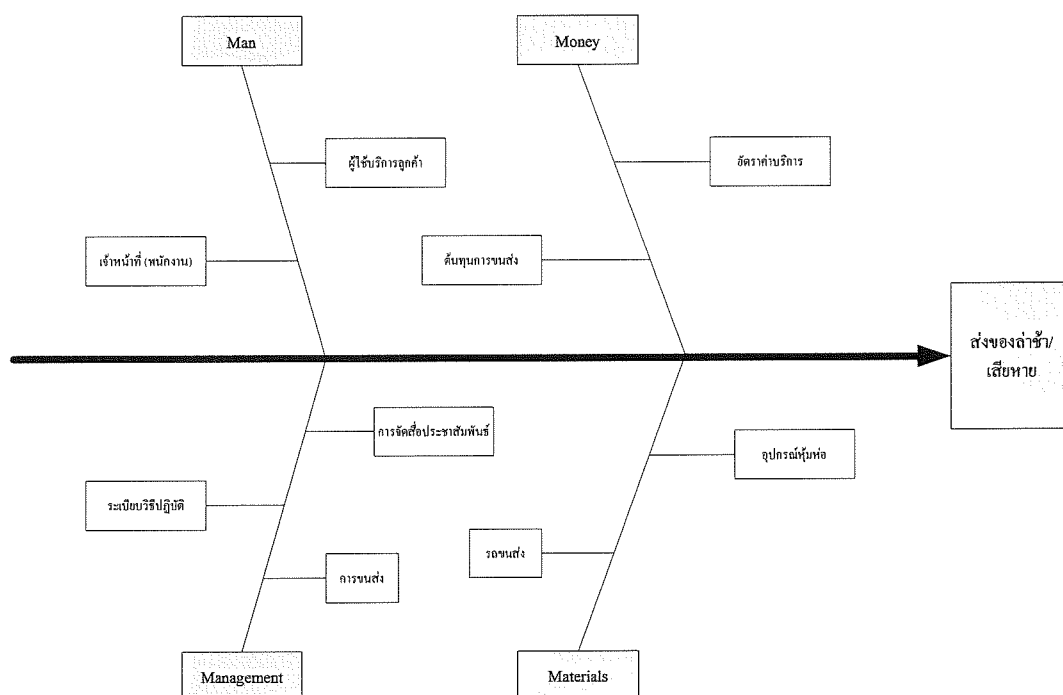 Man
Money
ผู้ใช้บริการลูกค้า
อัตราค่าบริการ
เจ้าหน้าที่ (พนักงาน)
ต้นทุนการขนส่ง
ส่งของล่าช้า/
เสียหาย
การจัดสื่อประชาสัมพันธ์
อุปกรณ์หุ้มห่อ
ระเบียบวิธีปฏิบัติ
รถขนส่ง
การขนส่ง
Management
Materials